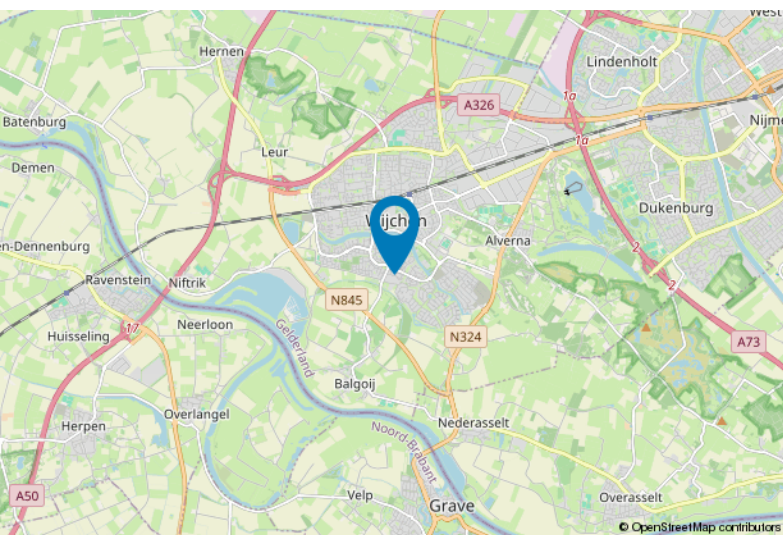 West
Hernen
Lindenholt
1a
A326
Batenburg
Nijme
1a
Leur
Demen
Dukenburg
Wijchen
Alverna
en-Dennenburg
2
Ravenstein
Niftrik
2
N845
Neerloon
17
Huisseling
Gelderland
N324
A73
Balgoij
Overlangel
Nederasselt
Herpen
Noord-Brabant
A50
Velp
Grave
Overasselt
© OpenStreetMap contributors